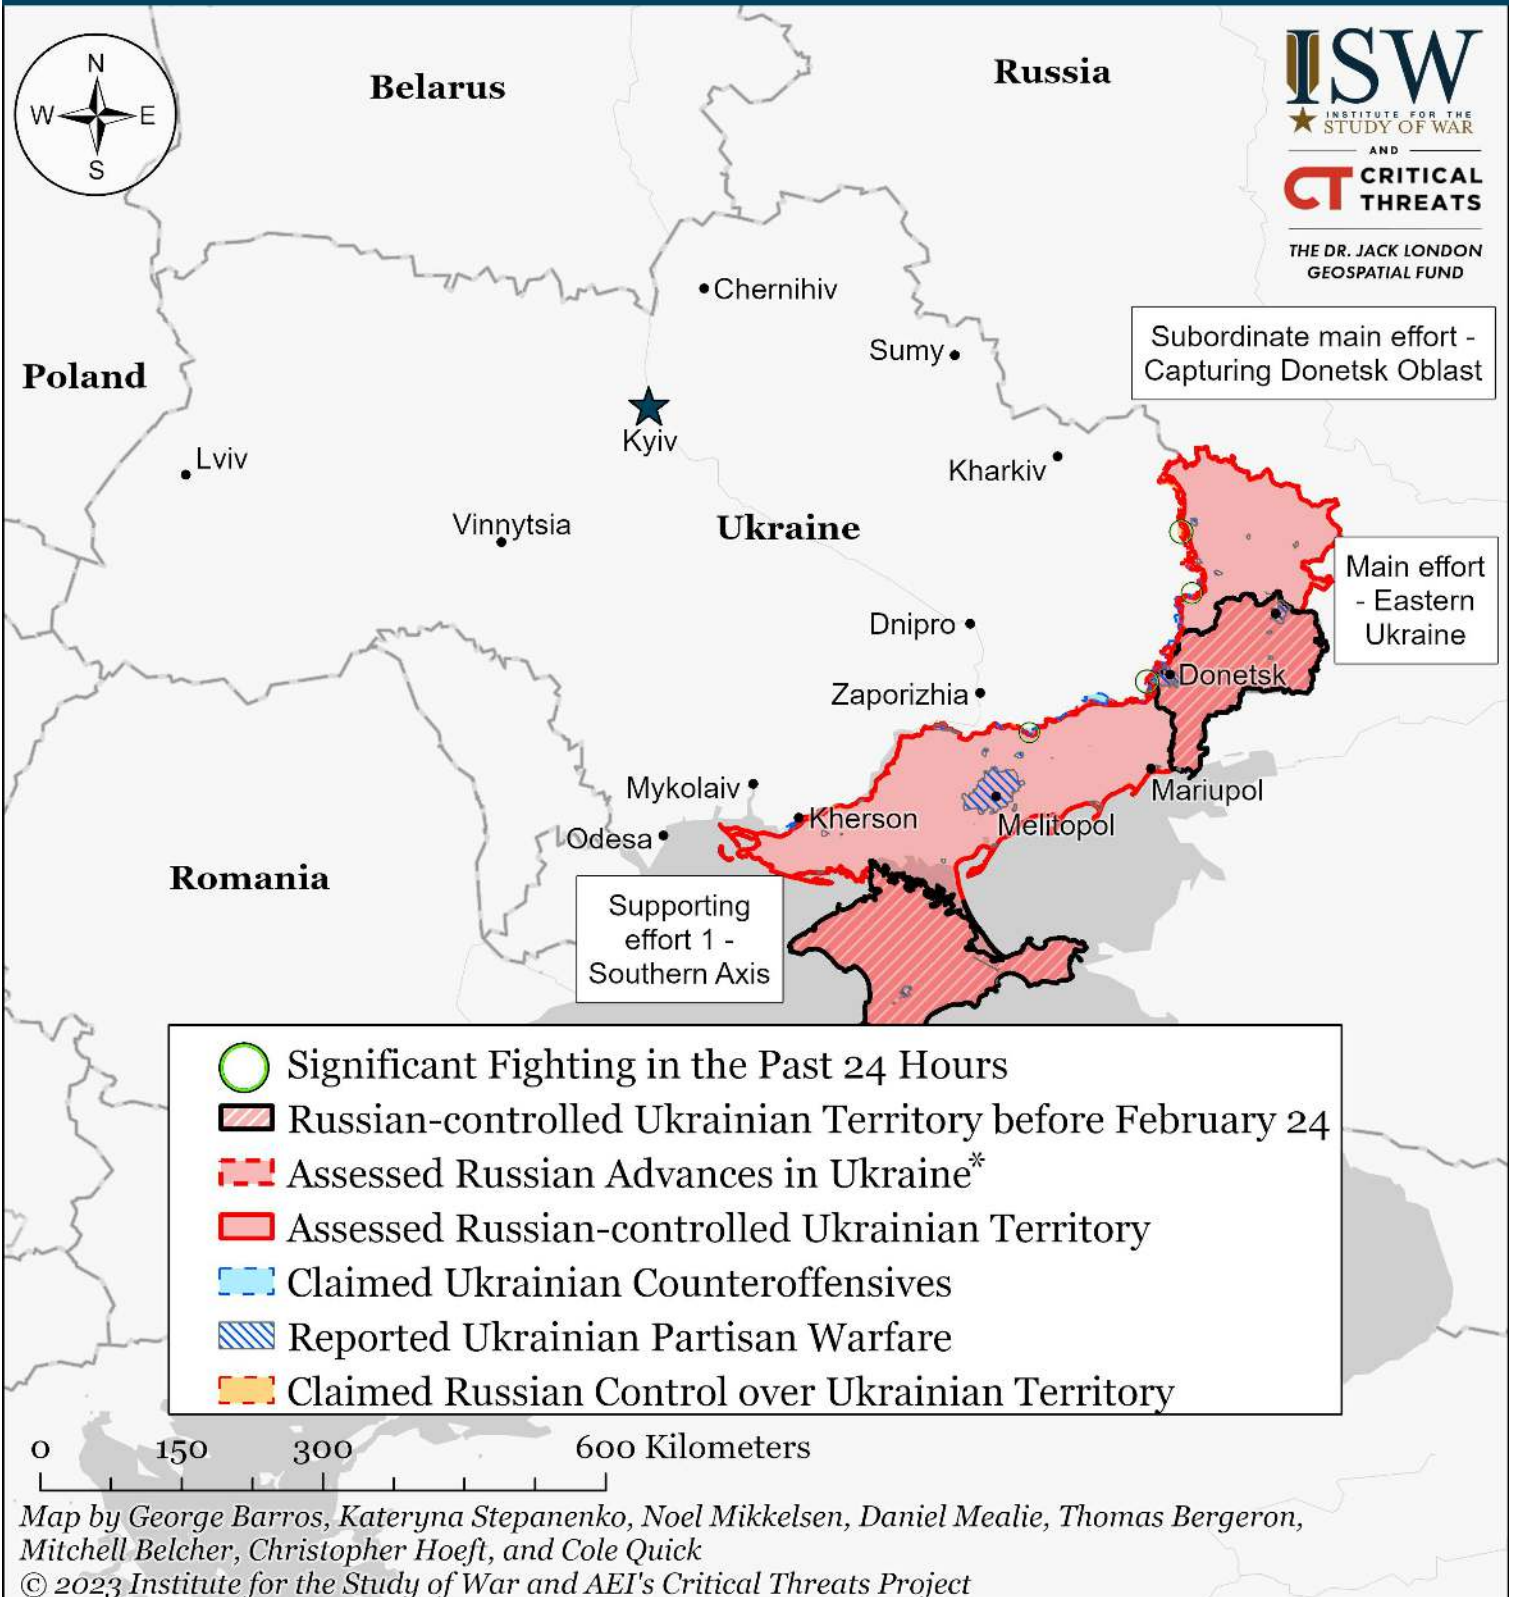 N
W E
S
Belarus
Russia
ISW
INSTITUTE FOR THE
STUDY OF WAR
AND
CT CRITICAL
THREATS
THE DR. JACK LONDON
GEOSPATIAL FUND
Chernihiv
Subordinate main effort -
Capturing Donetsk Oblast
Sumy
Poland
Kyiv
Lviv
Kharkiv
Vinnytsia
Ukraine
Main effort
- Eastern
Ukraine
Dnipro
Donetsk
Zaporizhia
Mykolaiv
Mariupol
Kherson
Melitopol
Odesa
Romania
Supporting
effort 1 -
Southern Axis
Significant Fighting in the Past 24 Hours
Russian-controlled Ukrainian Territory before February 24
Assessed Russian Advances in Ukraine*
Assessed Russian-controlled Ukrainian Territory
Claimed Ukrainian Counteroffensives
Reported Ukrainian Partisan Warfare
Claimed Russian Control over Ukrainian Territory
0 150 300 600 Kilometers
Map by George Barros, Kateryna Stepanenko, Noel Mikkelsen, Daniel Mealie, Thomas Bergeron,
Mitchell Belcher, Christopher Hoeft, and Cole Quick
© 2023 Institute for the Study of War and AEI's Critical Threats Project